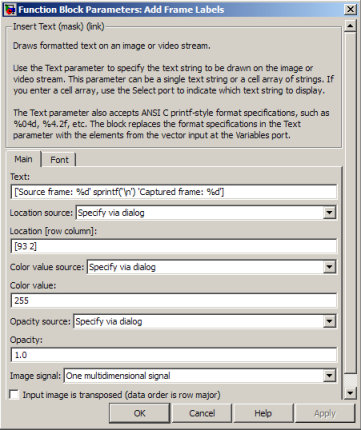 Function Block Parameters: Add Frame Labels
Insert Text (mask) (link)
Draws formatted text on an image or video stream.
Use the Text parameter to specify the text string to be drawn on the image or
video stream. This parameter can be a single text string or a cell array of strings. If
you enter a cell array, use the Select port to indicate which text string to display.
The Text parameter also accepts ANSI C printf-style format specifications, such as
%04d, %4.2f, etc. The block replaces the format specifications in the Text
parameter with the elements from the vector input at the Variables port.
Main Font
Text:
['Source frame: %d' sprintf('\n') 'Captured frame: %d']
Location source: Specify via dialog
Location [row column]:
[93 2]
Color value source: Specify via dialog
Color value:
255
Opacity source: Specify via dialog
Opacity:
1.0
Image signal: One multidimensional signal
Input image is transposed (data order is row major)
OK Cancel Help Apply